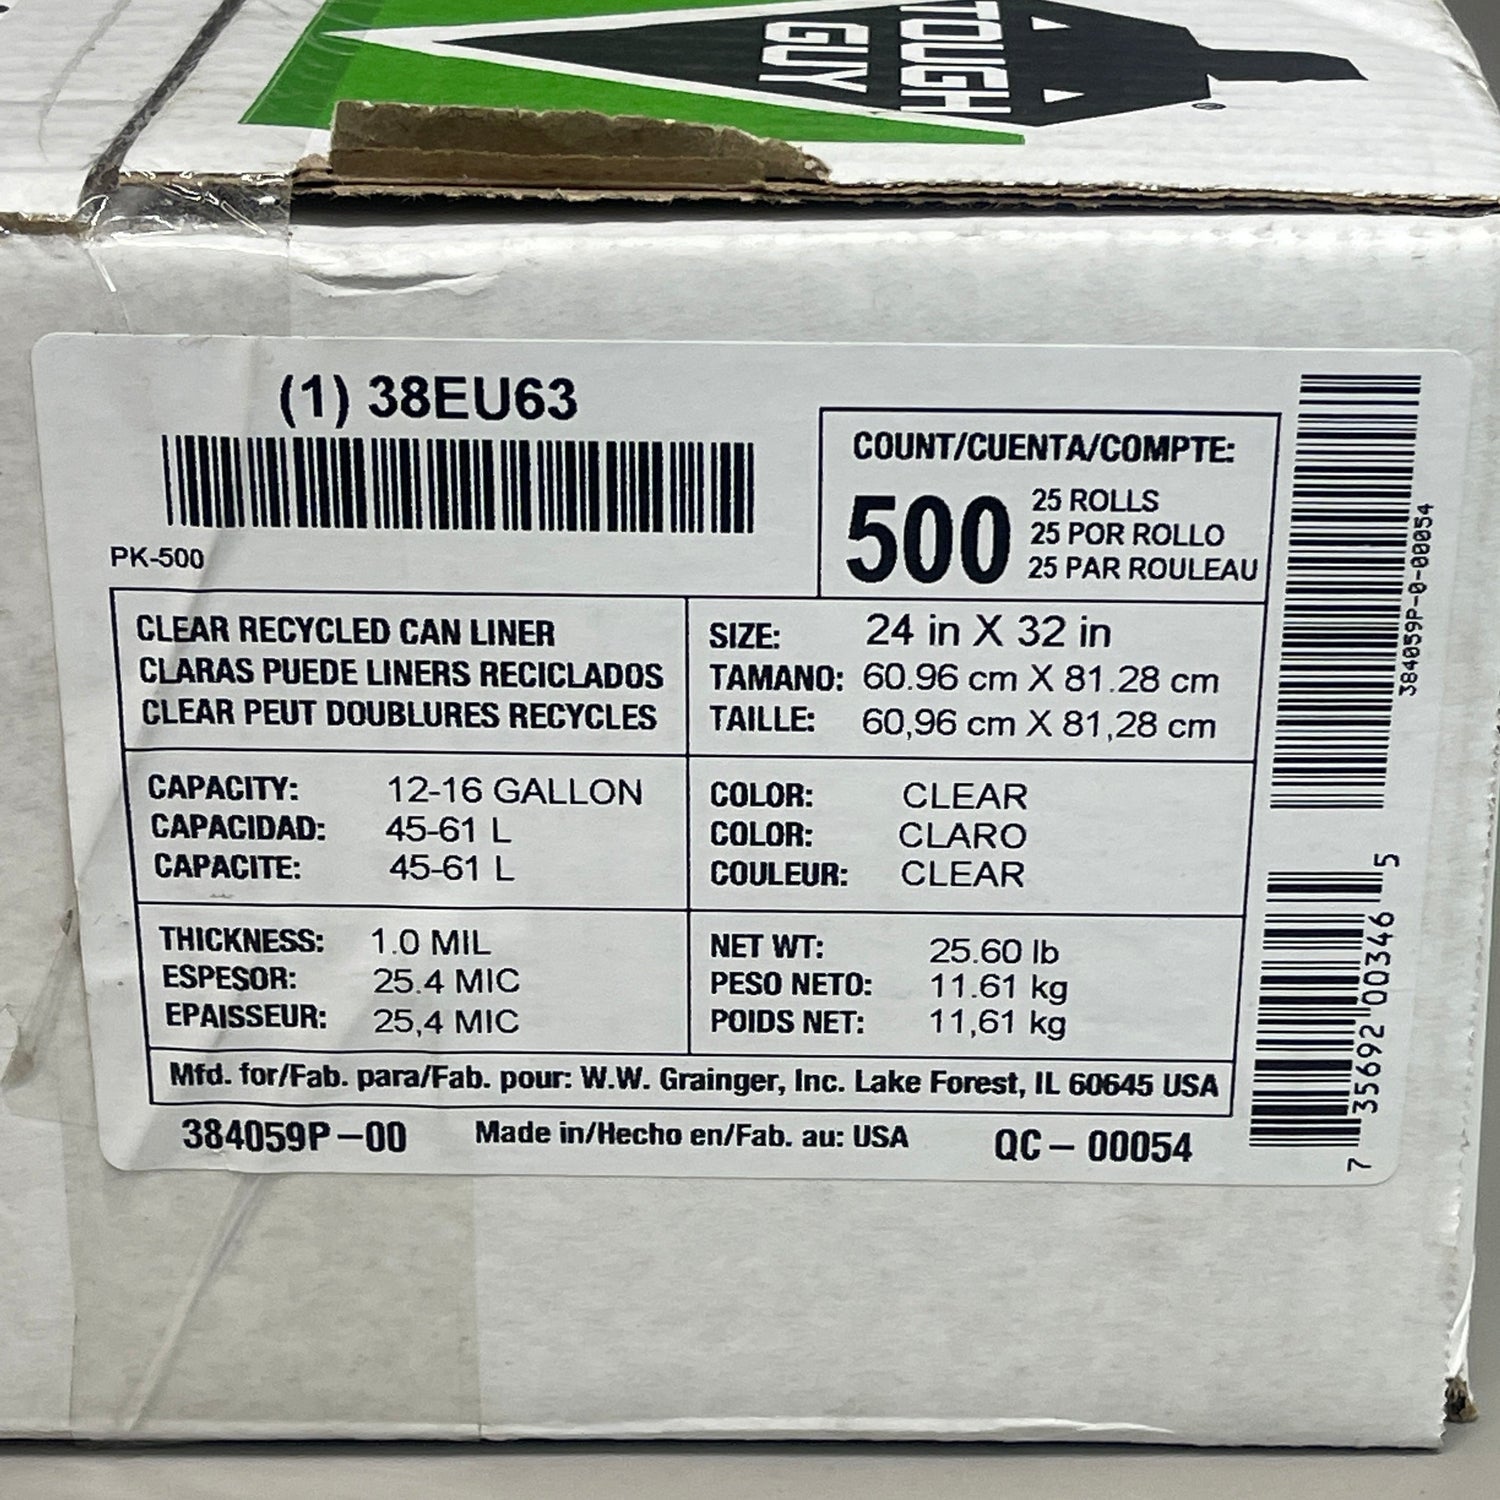 TOUGH
GUY
®
(1) 38EU63
PK-500
COUNT/CUENTA/COMPTE:
500
25 ROLLS
25 POR ROLLO
25 PAR ROULEAU
CLEAR RECYCLED CAN LINER
CLARAS PUEDE LINERS RECICLADOS
CLEAR PEUT DOUBLURES RECYCLES
SIZE: 24 in X 32 in
TAMANO: 60.96 cm X 81.28 cm
TAILLE: 60,96 cm X 81,28 cm
CAPACITY: 12-16 GALLON
CAPACIDAD: 45-61 L
CAPACITE: 45-61 L
COLOR: CLEAR
COLOR: CLARO
COULEUR: CLEAR
THICKNESS: 1.0 MIL
ESPESOR: 25.4 MIC
EPAISSEUR: 25,4 MIC
NET WT: 25.60 lb
PESO NETO: 11.61 kg
POIDS NET: 11,61 kg
Mfd. for/Fab. para/Fab. pour: W.W. Grainger, Inc. Lake Forest, IL 60645 USA
384059P-00 Made in/Hecho en/Fab. au: USA QC- 00054
384059P-0-00054
7 35692 00346 5